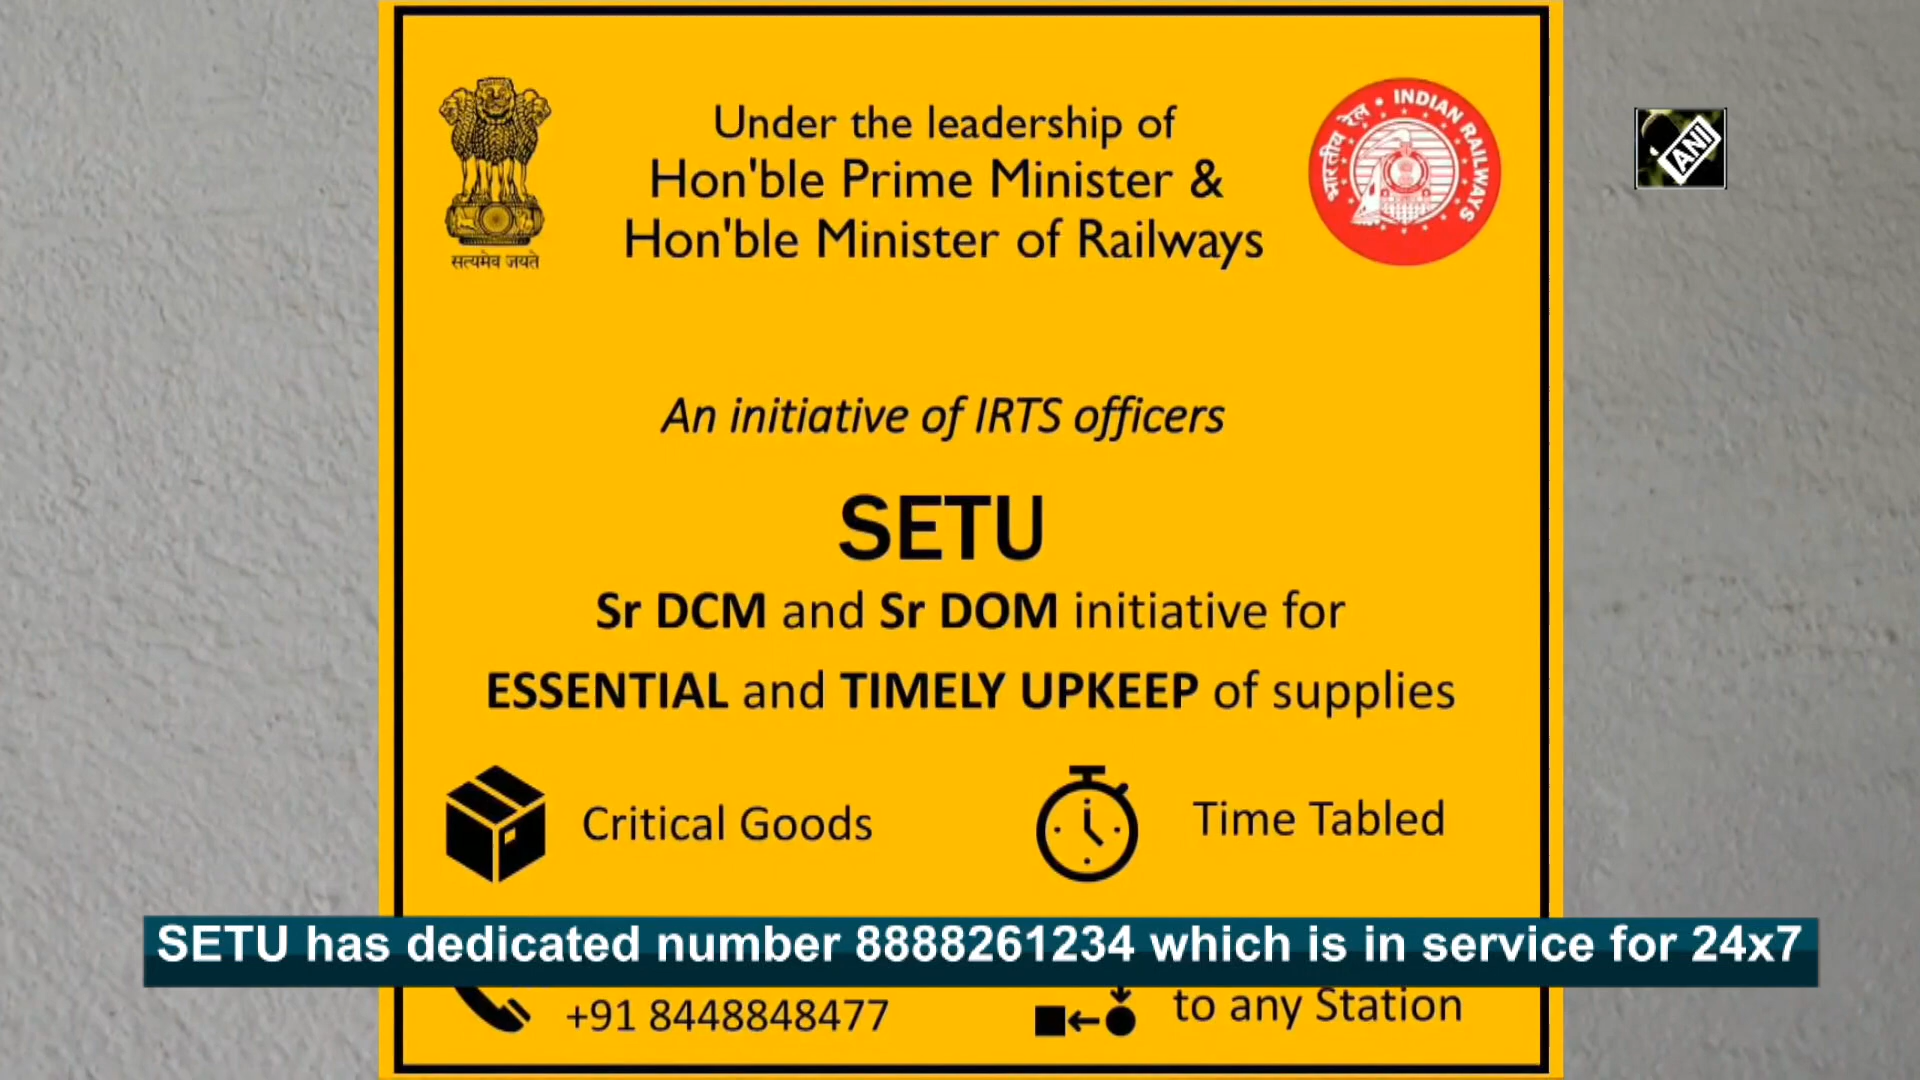 Under the leadership of
Hon'ble Prime Minister &
Hon'ble Minister of Railways
सत्यमेव जयते
भारतीय रेल • INDIAN RAILWAYS
ANI
An initiative of IRTS officers
SETU
Sr DCM and Sr DOM initiative for
ESSENTIAL and TIMELY UPKEEP of supplies
Critical Goods
Time Tabled
SETU has dedicated number 8888261234 which is in service for 24x7
+91 8448848477
to any Station